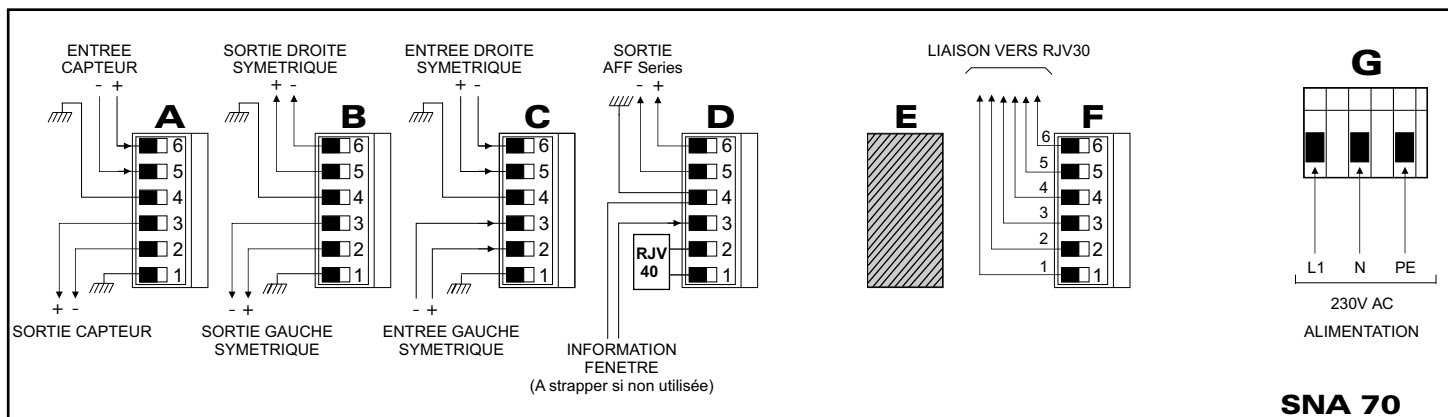 ENTREE
CAPTEUR
- +
A
6
5
4
3
2
1
+ -
SORTIE CAPTEUR
SORTIE DROITE
SYMETRIQUE
+ -
B
6
5
4
3
2
1
- +
SORTIE GAUCHE
SYMETRIQUE
ENTREE DROITE
SYMETRIQUE
+ -
C
6
5
4
3
2
1
- +
ENTREE GAUCHE
SYMETRIQUE
SORTIE
AFF Series
- +
D
6
5
4
3
2
1
RJV
40
INFORMATION
FENETRE
(A strapper si non utilisée)
E
LIAISON VERS RJV30
F
6 6
5 5
4 4
3 3
2 2
1 1
G
L1 N PE
230V AC
ALIMENTATION
SNA 70